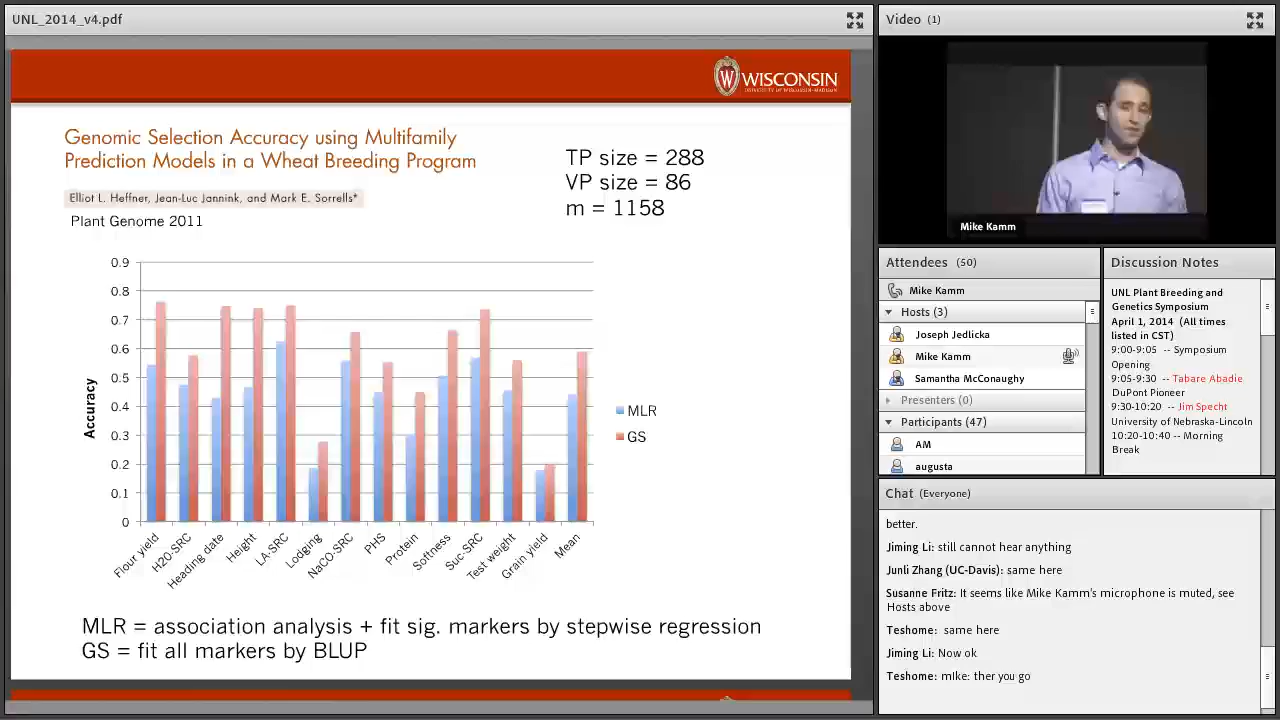 UNL_2014_v4.pdf
WISCONSIN
UNIVERSITY OF WISCONSIN-MADISON
Genomic Selection Accuracy using Multifamily
Prediction Models in a Wheat Breeding Program
Elliot L. Heffner, Jean-Luc Jannink, and Mark E. Sorrells*
Plant Genome 2011
TP size = 288
VP size = 86
m = 1158
0.9
0.8
0.7
0.6
0.5
0.4
0.3
0.2
0.1
0
Accuracy
Flour yield
H20-SRC
Heading date
Height
LA-SRC
Lodging
NaCO-SRC
PHS
Protein
Softness
Suc-SRC
Test weight
Grain yield
Mean
MLR
GS
MLR = association analysis + fit sig. markers by stepwise regression
GS = fit all markers by BLUP
Video (1)
Mike Kamm
Attendees (50)
Mike Kamm
Hosts (3)
Joseph Jedlicka
Mike Kamm
Samantha McConaughy
Presenters (0)
Participants (47)
AM
augusta
Discussion Notes
UNL Plant Breeding and
Genetics Symposium
April 1, 2014 (All times
listed in CST)
9:00-9:05 -- Symposium
Opening
9:05-9:30 -- Tabare Abadie
DuPont Pioneer
9:30-10:20 -- Jim Specht
University of Nebraska-Lincoln
10:20-10:40 -- Morning
Break
Chat (Everyone)
better.
Jiming Li: still cannot hear anything
Junli Zhang (UC-Davis): same here
Susanne Fritz: It seems like Mike Kamm's microphone is muted, see
Hosts above
Teshome: same here
Jiming Li: Now ok
Teshome: mIke: ther you go